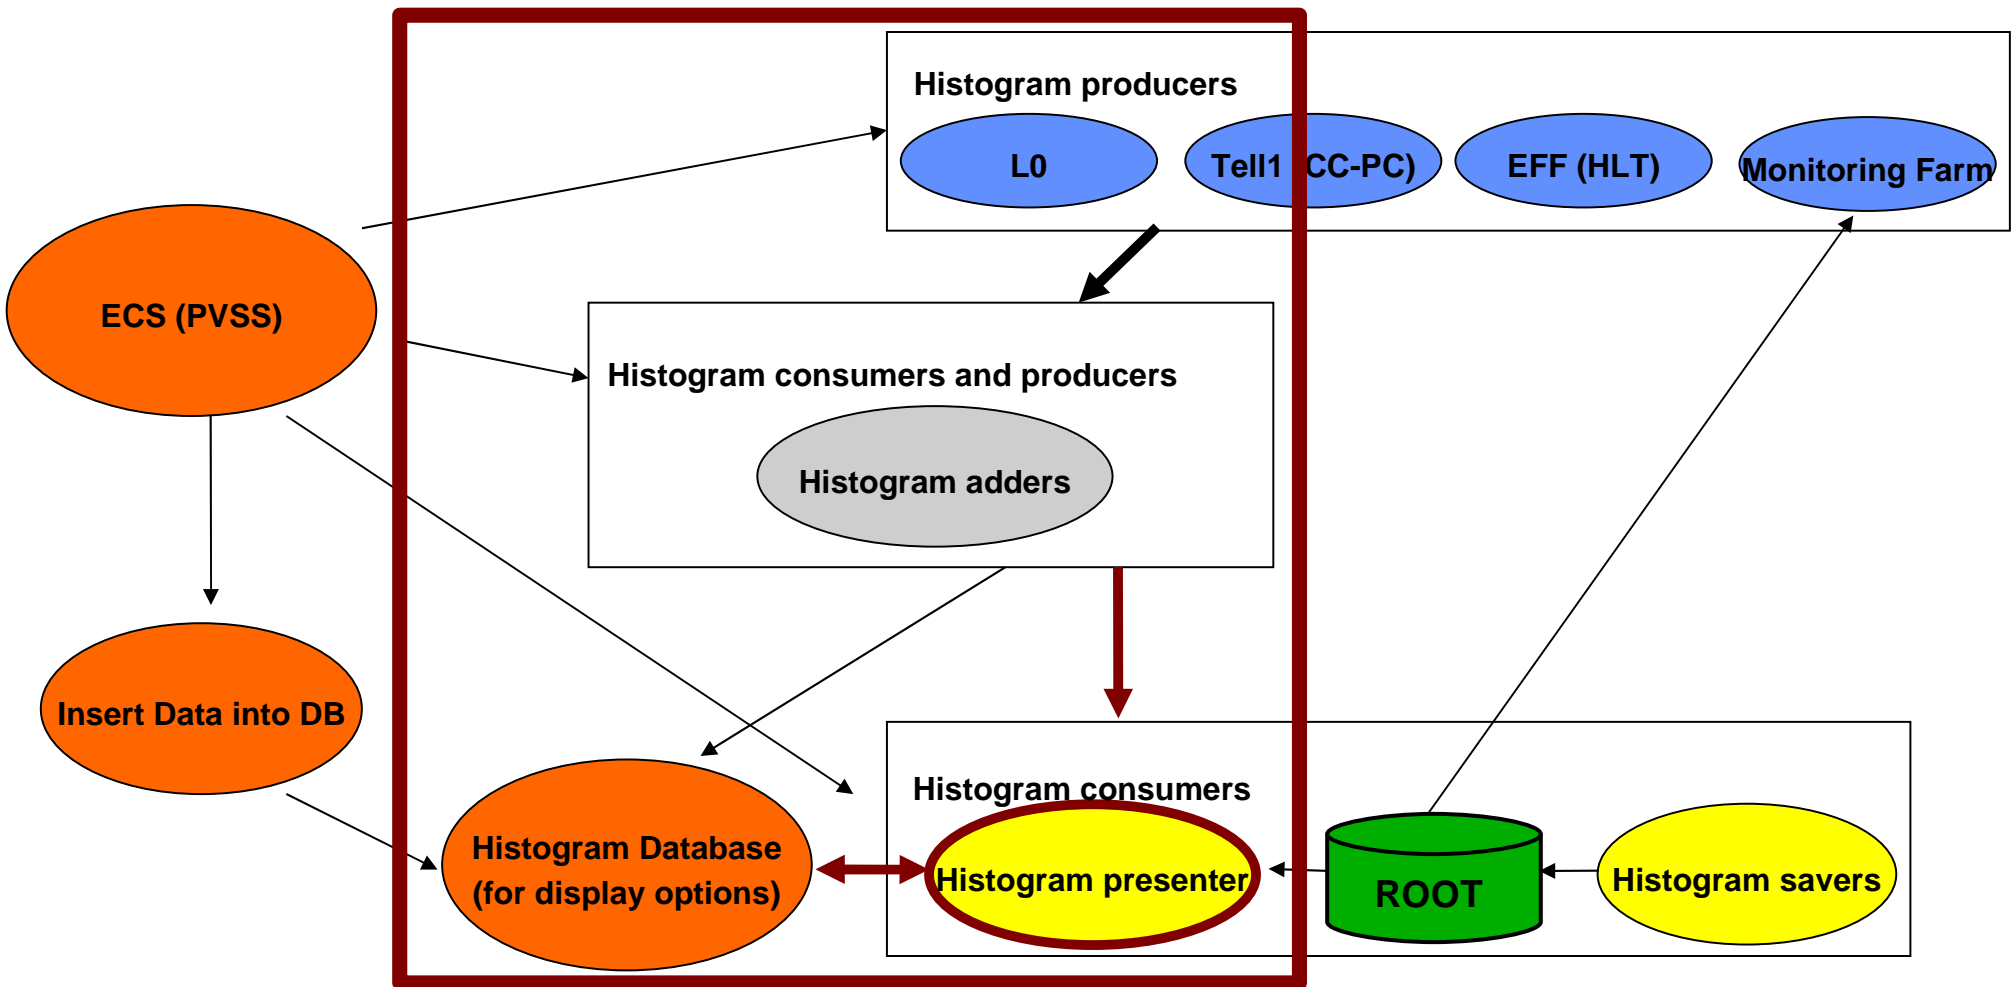 Histogram producers
L0
Tell1 CC-PC)
EFF (HLT)
Monitoring Farm
ECS (PVSS)
Histogram consumers and producers
Histogram adders
Insert Data into DB
Histogram consumers
Histogram Database
(for display options)
Histogram presenter
ROOT
Histogram savers